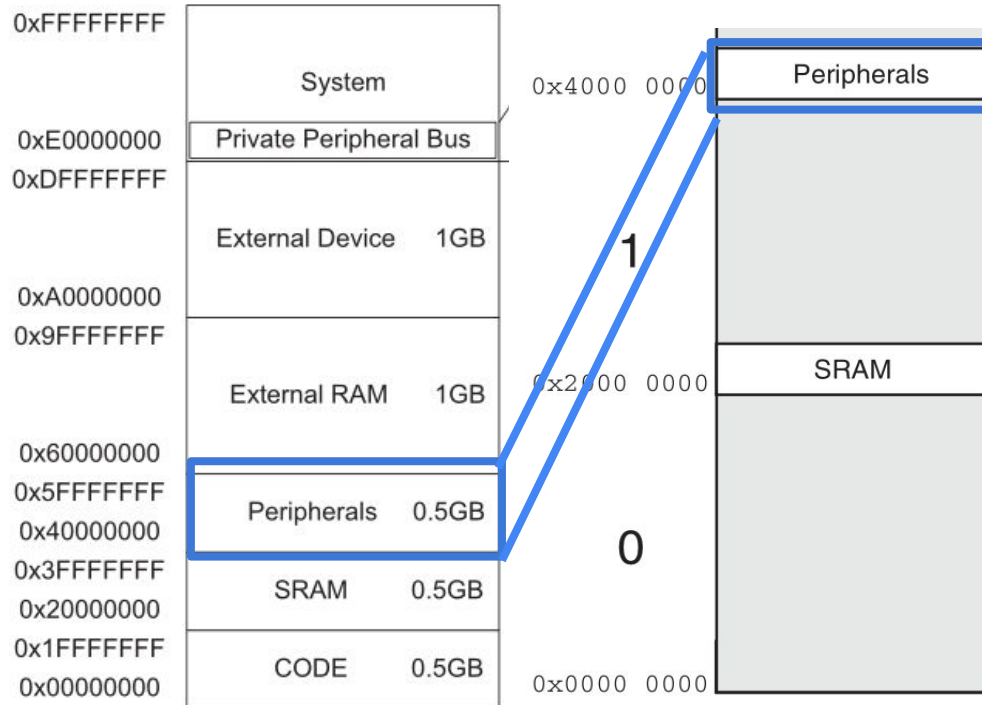 0xFFFFFFFF
System
0xE0000000
Private Peripheral Bus
0xDFFFFFFF
External Device 1GB
0xA0000000
0x9FFFFFFF
External RAM 1GB
0x60000000
0x5FFFFFFF
Peripherals 0.5GB
0x40000000
0x3FFFFFFF
SRAM 0.5GB
0x20000000
0x1FFFFFFF
CODE 0.5GB
0x00000000
Peripherals
0x4000 0000
1
SRAM
0x2000 0000
0
0x0000 0000